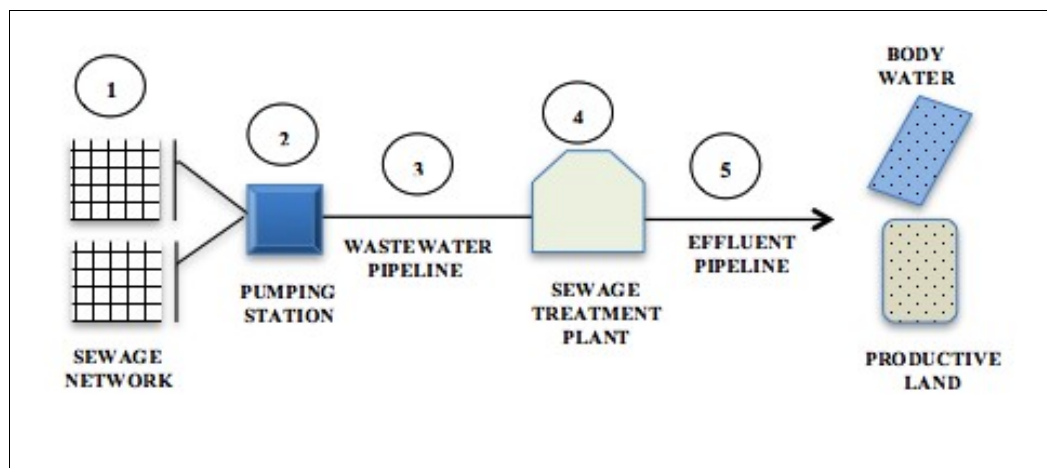 1
SEWAGE
NETWORK
2
PUMPING
STATION
3
WASTEWATER
PIPELINE
4
SEWAGE
TREATMENT
PLANT
5
EFFLUENT
PIPELINE
BODY
WATER
PRODUCTIVE
LAND